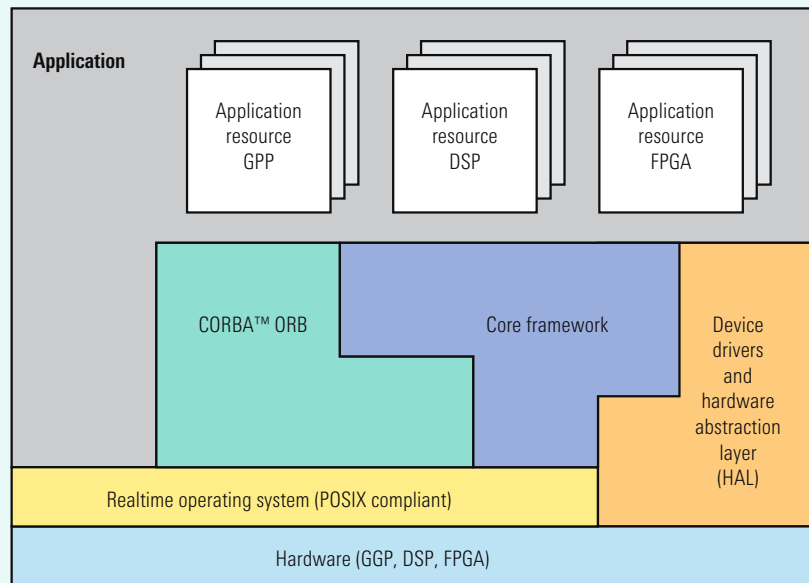 Application
Application
resource
GPP
Application
resource
DSP
Application
resource
FPGA
CORBA™ ORB
Core framework
Device
drivers
and
hardware
abstraction
layer
(HAL)
Realtime operating system (POSIX compliant)
Hardware (GGP, DSP, FPGA)